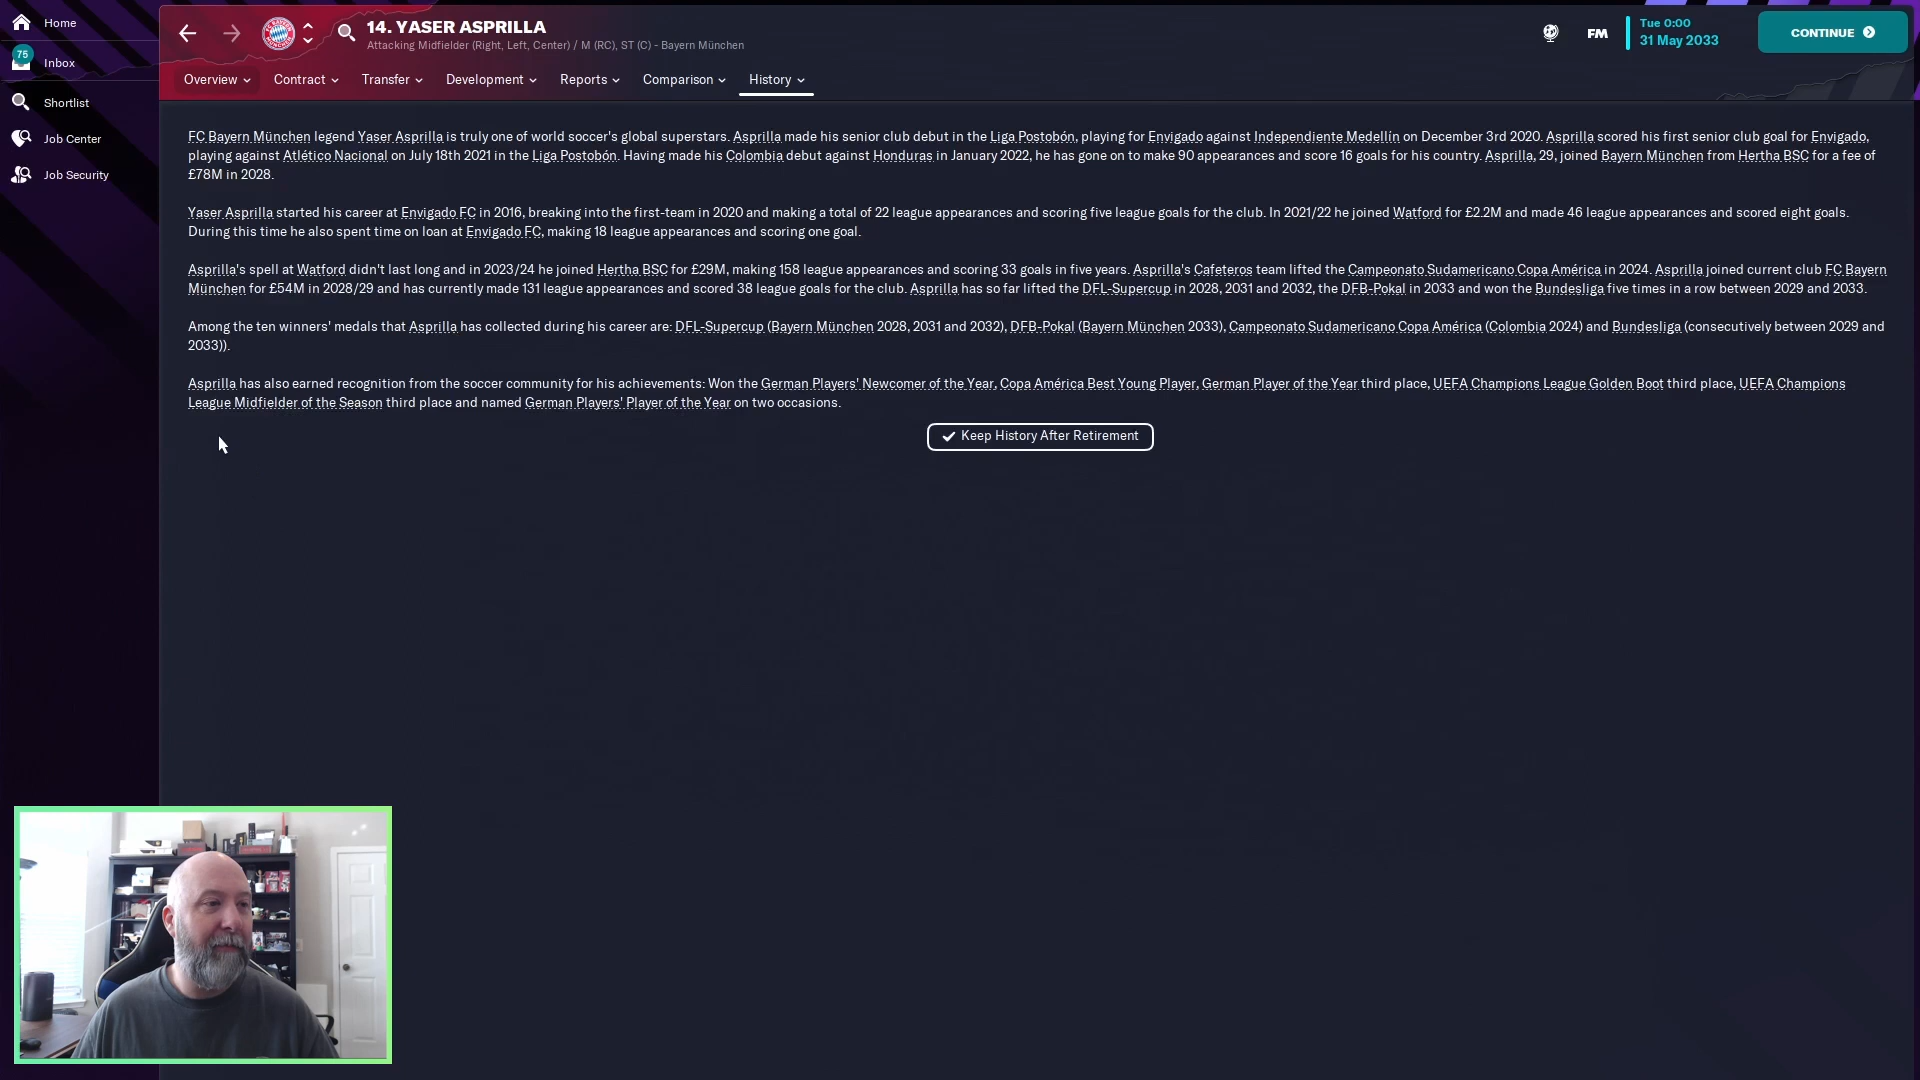 Home
75
Inbox
Shortlist
Job Center
Job Security
14. YASER ASPRILLA
Attacking Midfielder (Right, Left, Center) / M (RC), ST (C) - Bayern München
FM
Tue 0:00
31 May 2033
CONTINUE
Overview
Contract
Transfer
Development
Reports
Comparison
History
FC Bayern München legend Yaser Asprilla is truly one of world soccer's global superstars. Asprilla made his senior club debut in the Liga Postobón, playing for Envigado against Independiente Medellín on December 3rd 2020. Asprilla scored his first senior club goal for Envigado,
playing against Atlético Nacional on July 18th 2021 in the Liga Postobón. Having made his Colombia debut against Honduras in January 2022, he has gone on to make 90 appearances and score 16 goals for his country. Asprilla, 29, joined Bayern München from Hertha BSC for a fee of
£78M in 2028.
Yaser Asprilla started his career at Envigado FC in 2016, breaking into the first-team in 2020 and making a total of 22 league appearances and scoring five league goals for the club. In 2021/22 he joined Watford for £2.2M and made 46 league appearances and scored eight goals.
During this time he also spent time on loan at Envigado FC, making 18 league appearances and scoring one goal.
Asprilla's spell at Watford didn't last long and in 2023/24 he joined Hertha BSC for £29M, making 158 league appearances and scoring 33 goals in five years. Asprilla's Cafeteros team lifted the Campeonato Sudamericano Copa América in 2024. Asprilla joined current club FC Bayern
München for £54M in 2028/29 and has currently made 131 league appearances and scored 38 league goals for the club. Asprilla has so far lifted the DFL-Supercup in 2028, 2031 and 2032, the DFB-Pokal in 2033 and won the Bundesliga five times in a row between 2029 and 2033.
Among the ten winners' medals that Asprilla has collected during his career are: DFL-Supercup (Bayern München 2028, 2031 and 2032), DFB-Pokal (Bayern München 2033), Campeonato Sudamericano Copa América (Colombia 2024) and Bundesliga (consecutively between 2029 and
2033)).
Asprilla has also earned recognition from the soccer community for his achievements: Won the German Players' Newcomer of the Year, Copa América Best Young Player, German Player of the Year third place, UEFA Champions League Golden Boot third place, UEFA Champions
League Midfielder of the Season third place and named German Players' Player of the Year on two occasions.
Keep History After Retirement